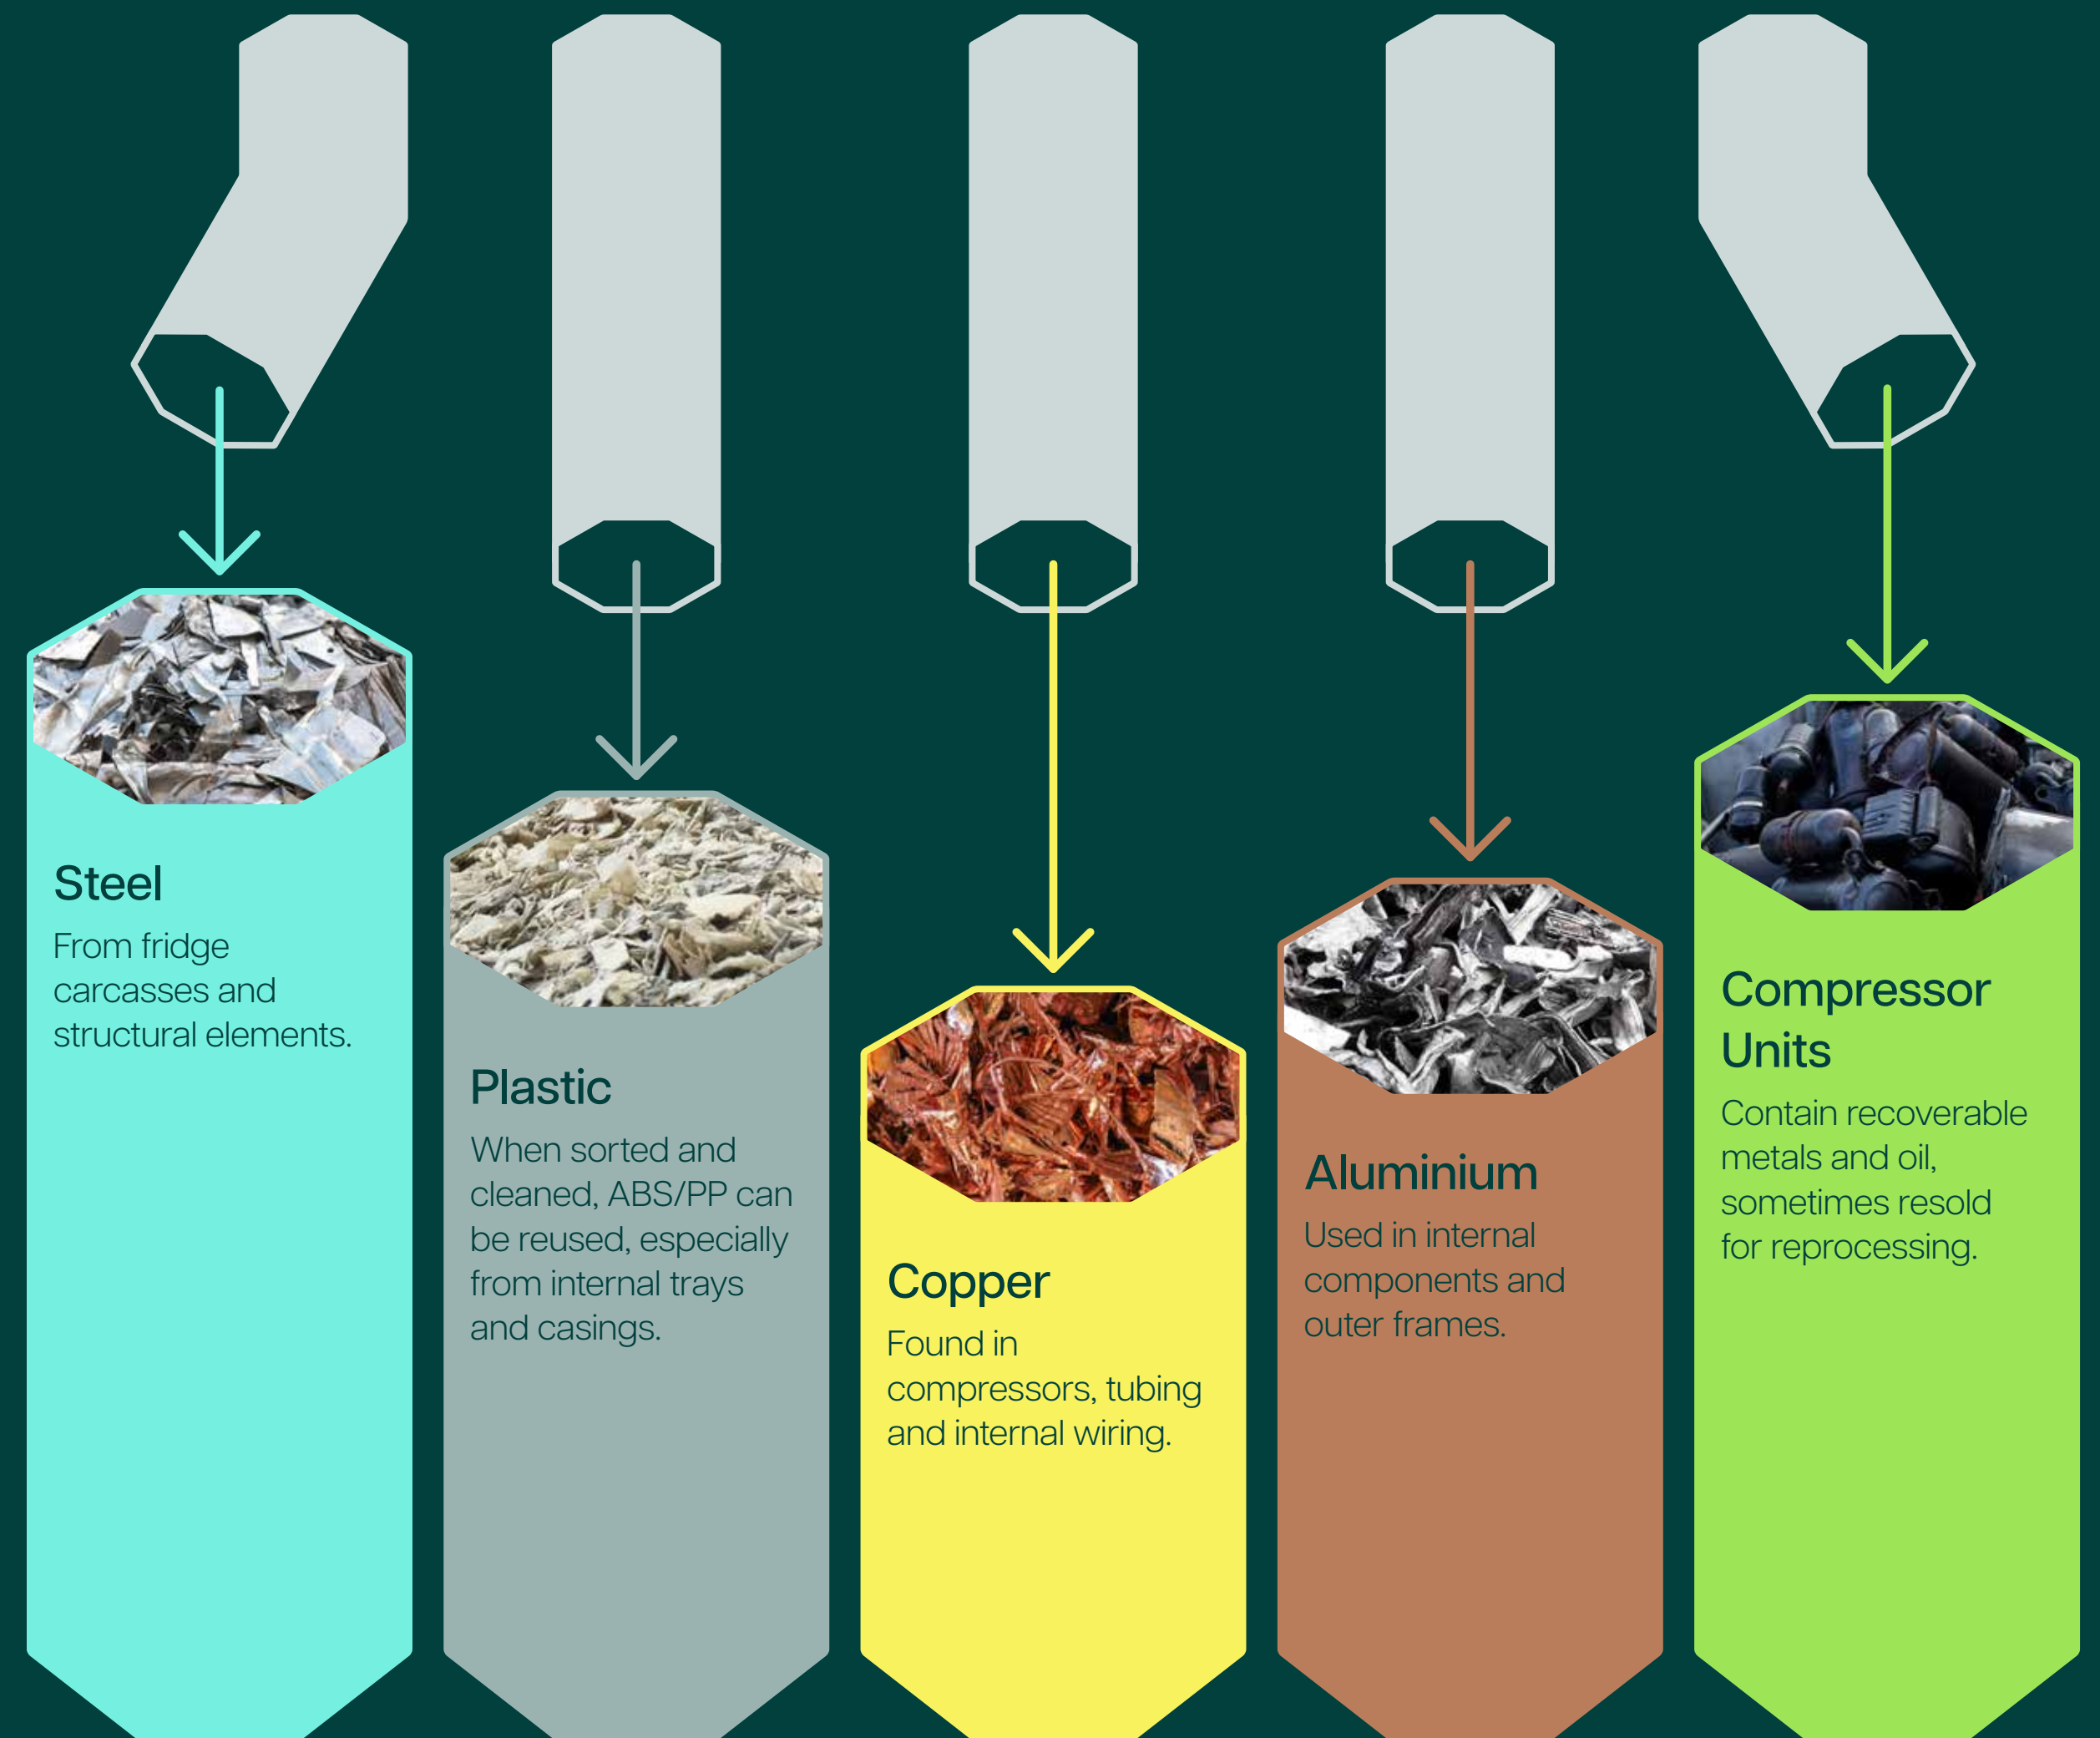 Steel
From fridge
carcasses and
structural elements.
Plastic
When sorted and
cleaned, ABS/PP can
be reused, especially
from internal trays
and casings.
Copper
Found in
compressors, tubing
and internal wiring.
Aluminium
Used in internal
components and
outer frames.
Compressor
Units
Contain recoverable
metals and oil,
sometimes resold
for reprocessing.